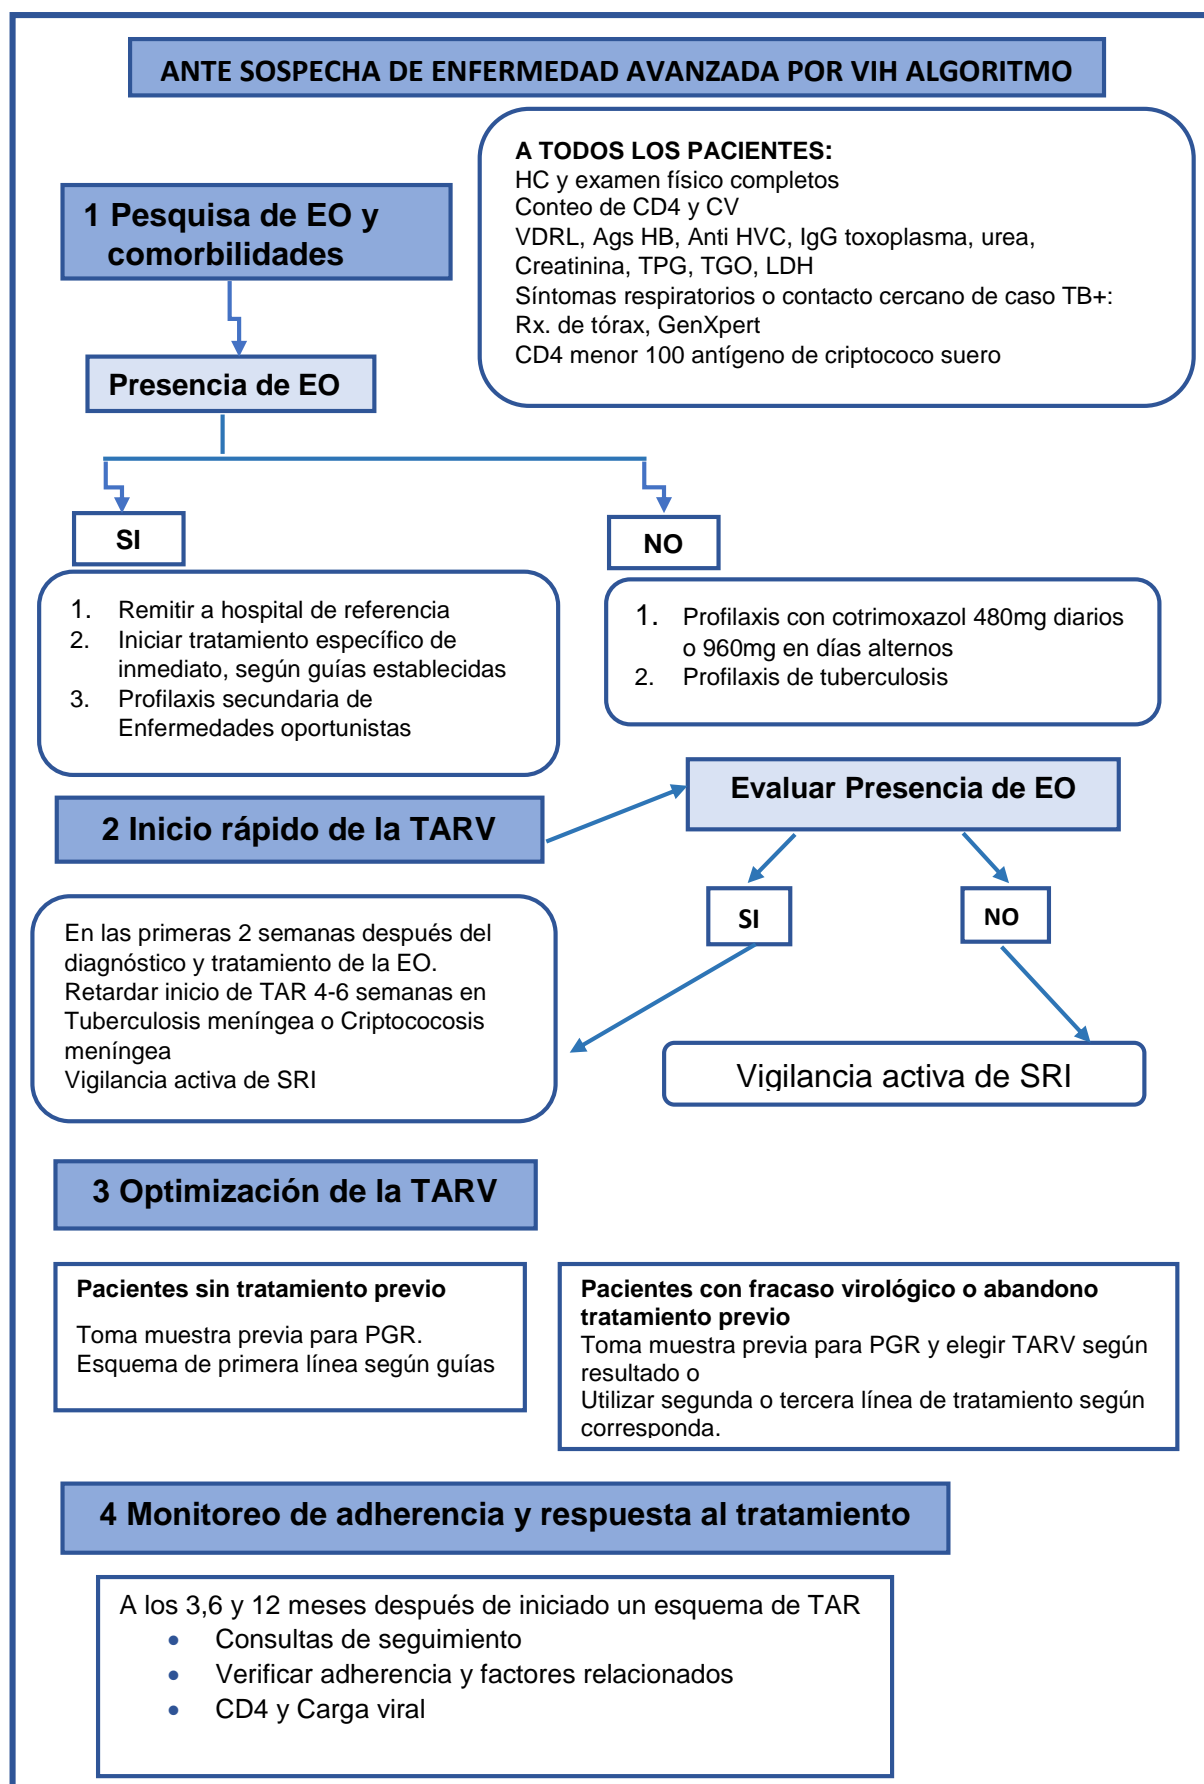 ANTE SOSPECHA DE ENFERMEDAD AVANZADA POR VIH ALGORITMO
A TODOS LOS PACIENTES:
HC y examen físico completos
Conteo de CD4 y CV
VDRL, Ags HB, Anti HVC, IgG toxoplasma, urea,
Creatinina, TPG, TGO, LDH
Síntomas respiratorios o contacto cercano de caso TB+:
Rx. de tórax, GenXpert
CD4 menor 100 antígeno de criptococo suero
1 Pesquisa de EO y
comorbilidades
Presencia de EO
SI
NO
1. Remitir a hospital de referencia
2. Iniciar tratamiento específico de
inmediato, según guías establecidas
3. Profilaxis secundaria de
Enfermedades oportunistas
1. Profilaxis con cotrimoxazol 480mg diarios
o 960mg en días alternos
2. Profilaxis de tuberculosis
2 Inicio rápido de la TARV
Evaluar Presencia de EO
SI
NO
En las primeras 2 semanas después del
diagnóstico y tratamiento de la EO.
Retardar inicio de TAR 4-6 semanas en
Tuberculosis meníngea o Criptococosis
meníngea
Vigilancia activa de SRI
Vigilancia activa de SRI
3 Optimización de la TARV
Pacientes sin tratamiento previo
Toma muestra previa para PGR.
Esquema de primera línea según guías
Pacientes con fracaso virológico o abandono
tratamiento previo
Toma muestra previa para PGR y elegir TARV según
resultado o
Utilizar segunda o tercera línea de tratamiento según
corresponda.
4 Monitoreo de adherencia y respuesta al tratamiento
A los 3,6 y 12 meses después de iniciado un esquema de TAR
• Consultas de seguimiento
• Verificar adherencia y factores relacionados
• CD4 y Carga viral